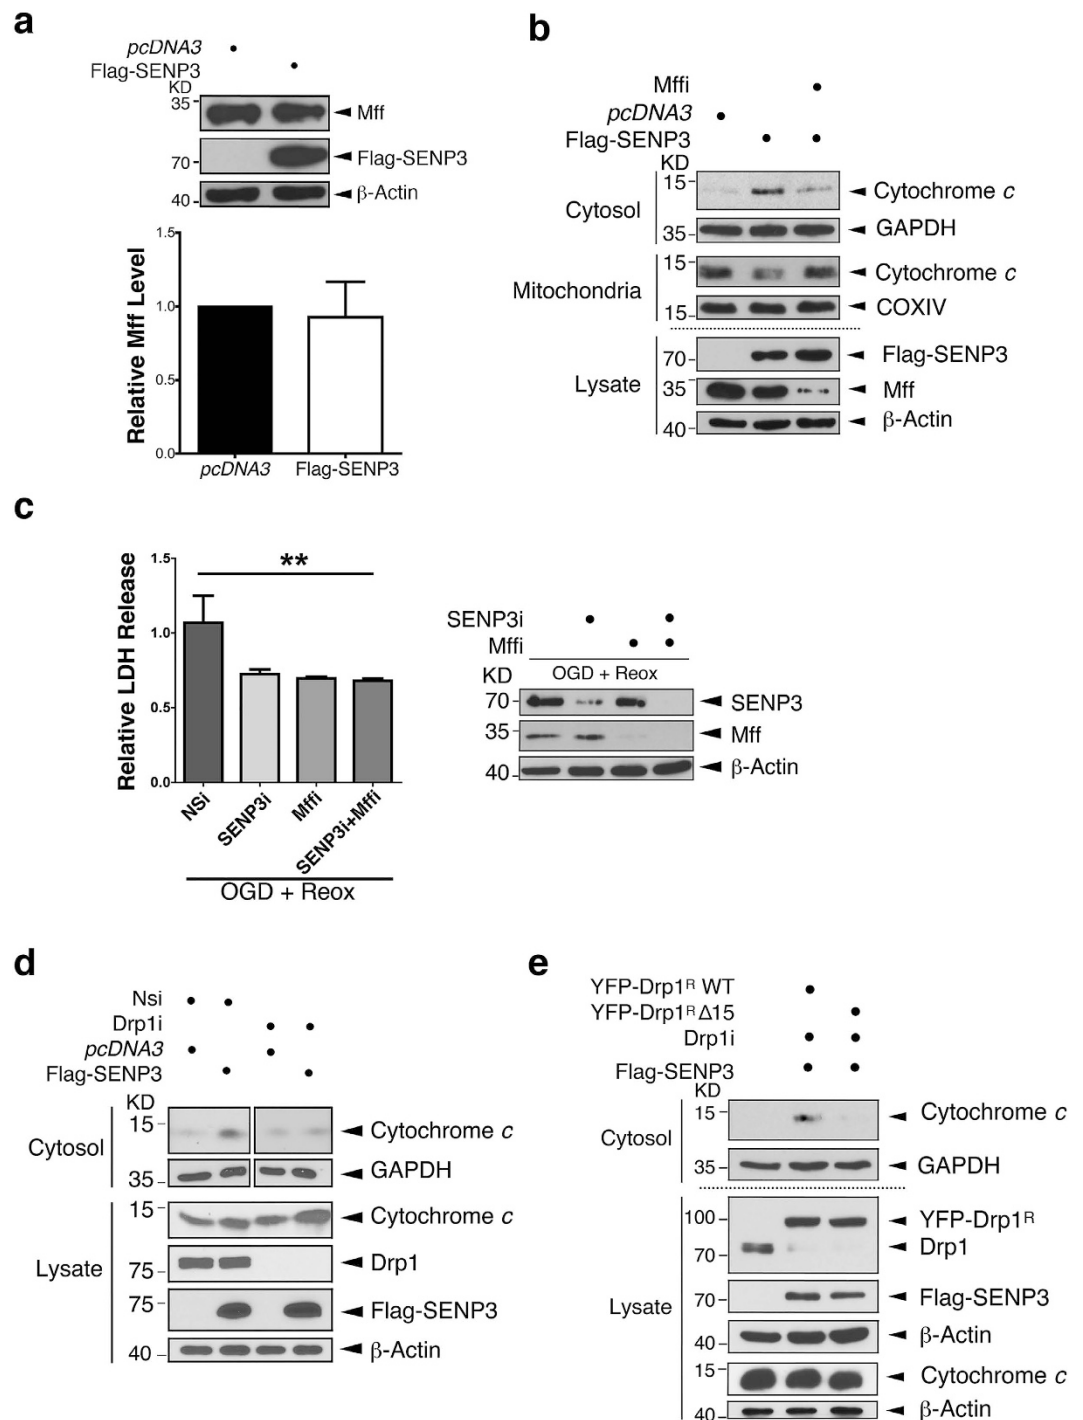 a
pcDNA3
Flag-SENP3
KD
35
Mff
70
Flag-SENP3
40
β-Actin
Relative Mff Level
1.5
1.0
0.5
0.0
pcDNA3 Flag-SENP3
b
Mffi
pcDNA3
Flag-SENP3
KD
Cytosol
15
Cytochrome c
35
GAPDH
Mitochondria
15
Cytochrome c
15
COXIV
Lysate
70
Flag-SENP3
35
Mff
40
β-Actin
c
Relative LDH Release
1.5
1.0
0.5
0.0
**
NSi
SENP3i
Mffi
SENP3i+Mffi
OGD + Reox
SENP3i
Mffi
OGD + Reox
KD
70
SENP3
35
Mff
40
β-Actin
d
Nsi
Drp1i
pcDNA3
Flag-SENP3
KD
Cytosol
15
Cytochrome c
35
GAPDH
Lysate
15
Cytochrome c
75
Drp1
75
Flag-SENP3
40
β-Actin
e
YFP-Drp1ᴿ WT
YFP-Drp1ᴿ Δ15
Drp1i
Flag-SENP3
KD
Cytosol
15
Cytochrome c
35
GAPDH
Lysate
100
YFP-Drp1ᴿ
70
Drp1
70
Flag-SENP3
40
β-Actin
15
Cytochrome c
40
β-Actin